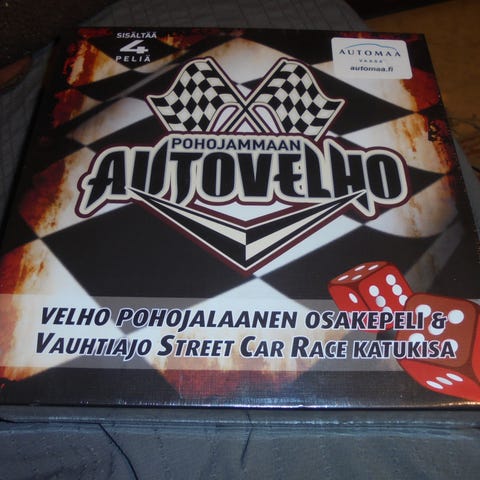 SISÄLTÄÄ
4
PELIÄ
AUTOMAA
VAASA
automaa.fi
POHOJAMMAAN
AUTOVELHO
VELHO POHOJALAANEN OSAKEPELI &
VAUHTIAJO STREET CAR RACE KATUKISA